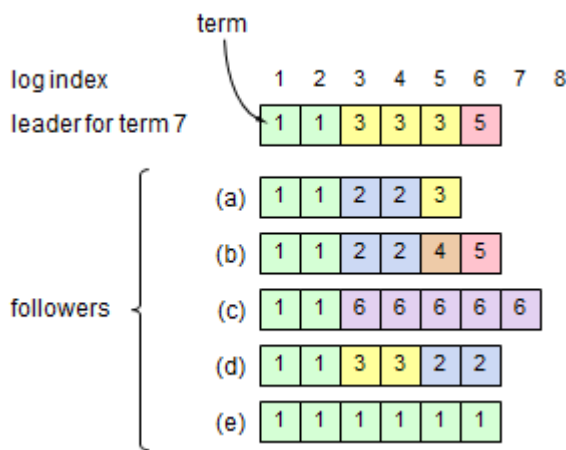 term
log index 1 2 3 4 5 6 7 8
leader for term 7 1 1 3 3 3 5
(a) 1 1 2 2 3
(b) 1 1 2 2 4 5
followers (c) 1 1 6 6 6 6 6
(d) 1 1 3 3 2 2
(e) 1 1 1 1 1 1